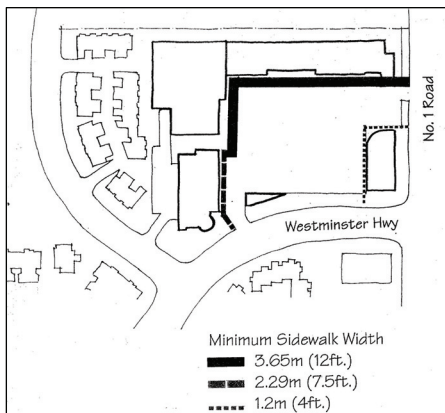 No. 1 Road
Westminster Hwy
Minimum Sidewalk Width
3.65m (12ft.)
2.29m (7.5ft.)
1.2m (4ft.)